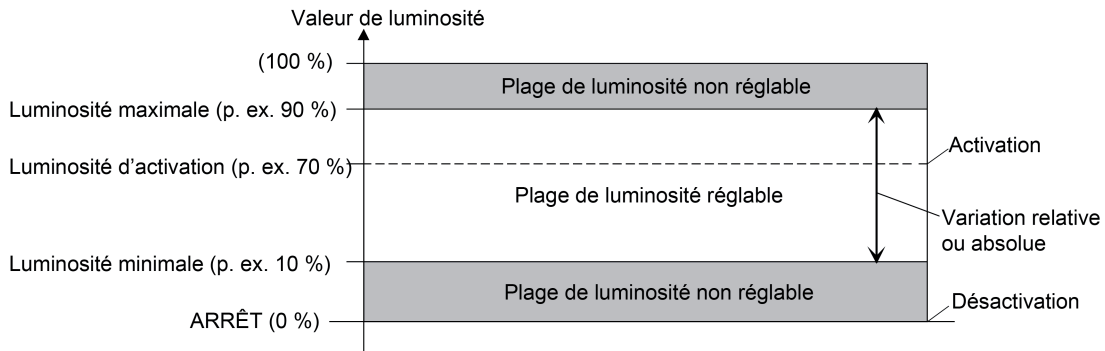 Valeur de luminosité
(100 %)
Plage de luminosité non réglable
Luminosité maximale (p. ex. 90 %)
Activation
Luminosité d’activation (p. ex. 70 %)
Plage de luminosité réglable
Variation relative
ou absolue
Luminosité minimale (p. ex. 10 %)
Plage de luminosité non réglable
Désactivation
ARRÊT (0 %)